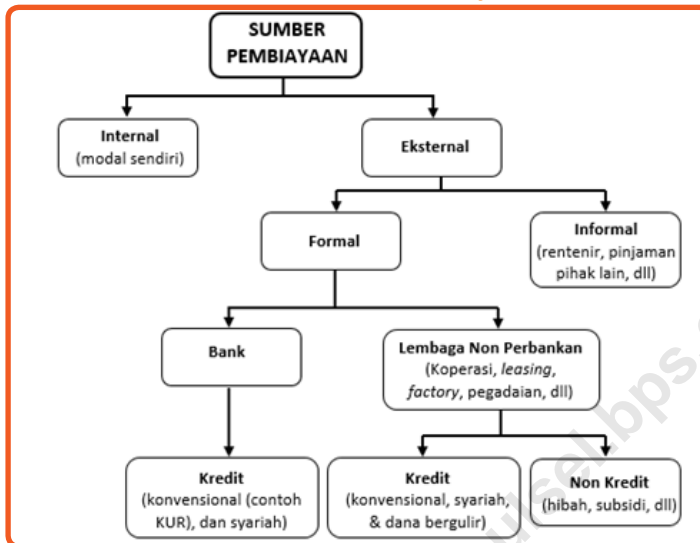 SUMBER
PEMBIAYAAN
Internal
(modal sendiri)
Eksternal
Formal
Informal
(rentenir, pinjaman
pihak lain, dll)
Bank
Lembaga Non Perbankan
(Koperasi, leasing,
factory, pegadaian, dll)
Kredit
(konvensional (contoh
KUR), dan syariah)
Kredit
(konvensional, syariah,
& dana bergulir)
Non Kredit
(hibah, subsidi, dll)
ulsel.bps.